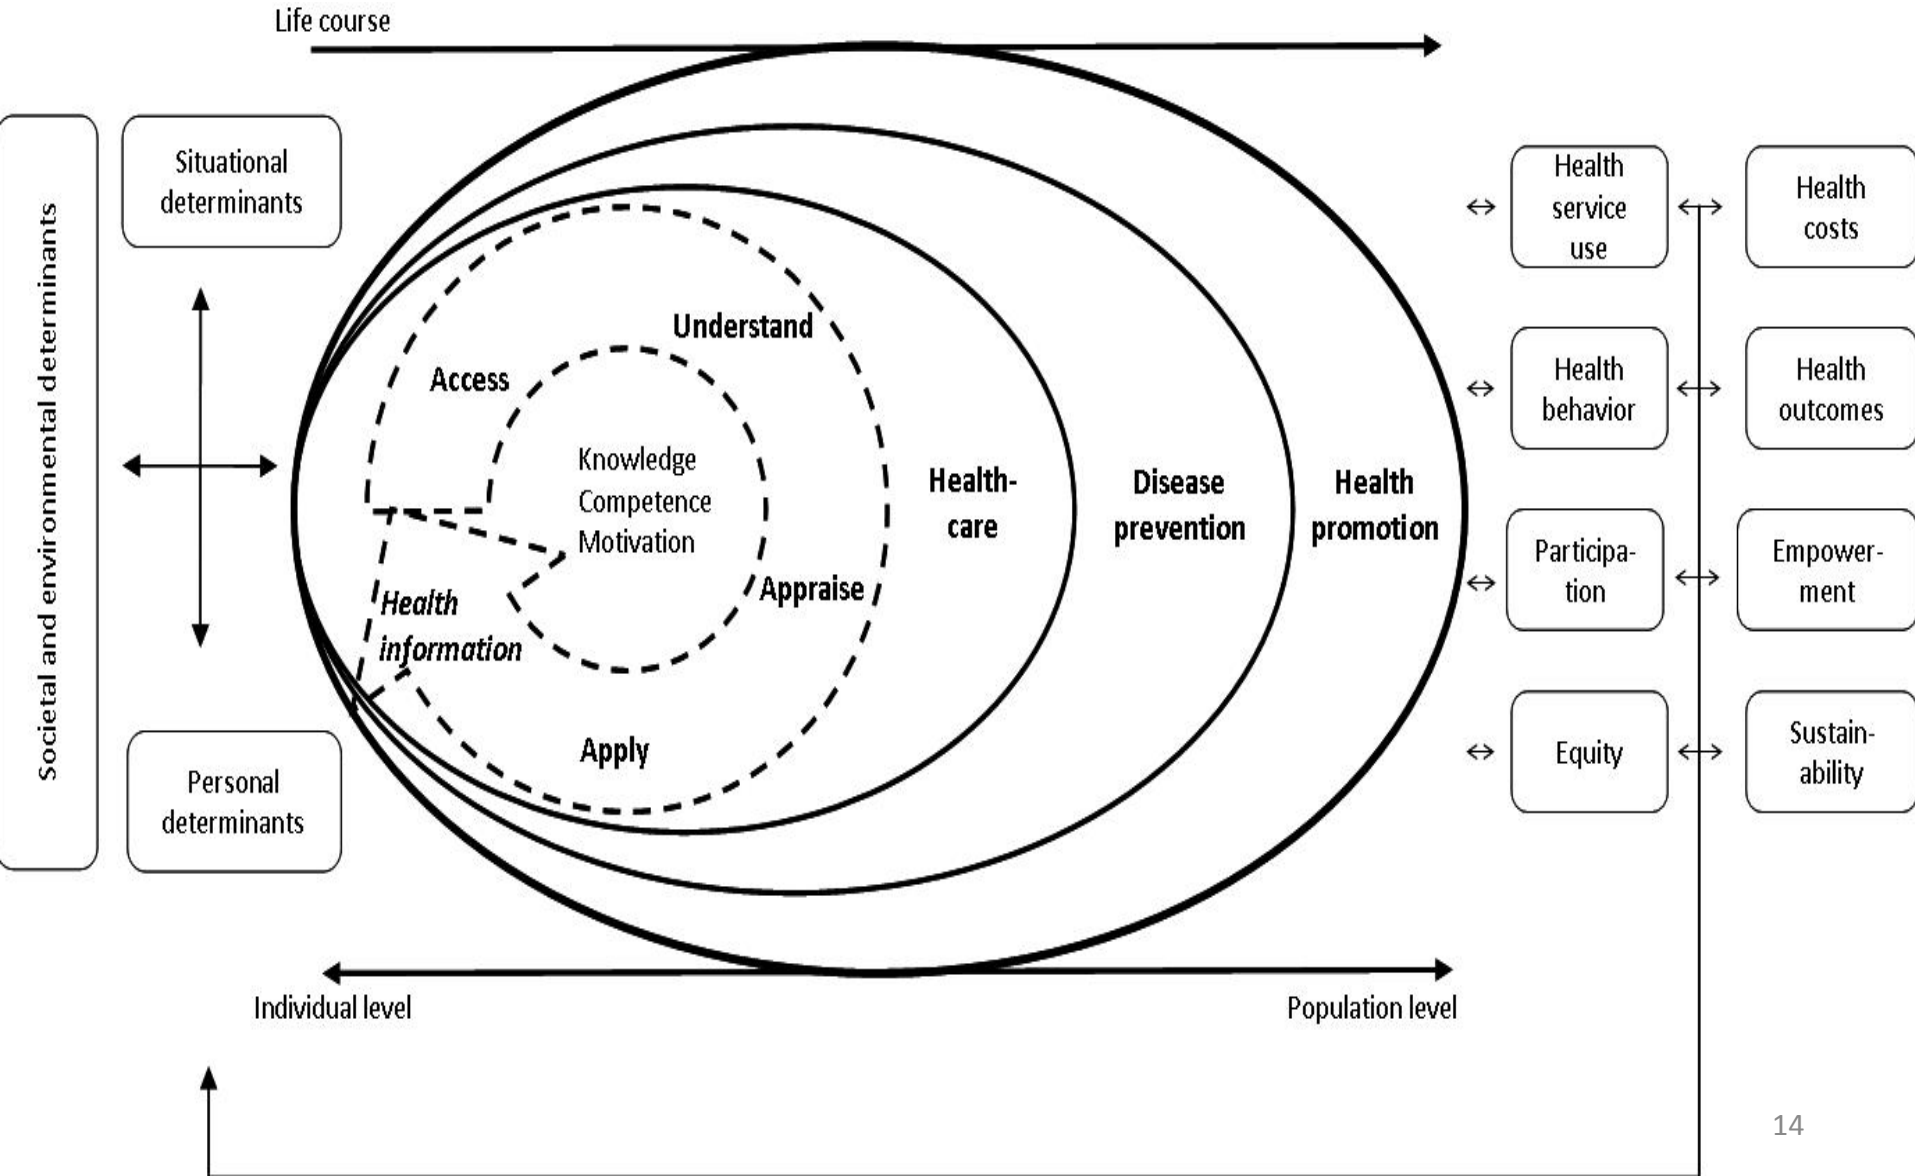 Life course
Societal and environmental determinants
Situational
determinants
Personal
determinants
Access
Understand
Knowledge
Competence
Motivation
Appraise
Health
information
Apply
Health-
care
Disease
prevention
Health
promotion
Health
service
use
Health
costs
Health
behavior
Health
outcomes
Participa-
tion
Empower-
ment
Equity
Sustain-
ability
Individual level
Population level
14